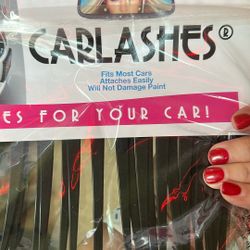 CARLASHES®
Fits Most Cars
Attaches Easily
Will Not Damage Paint
ES FOR YOUR CAR!